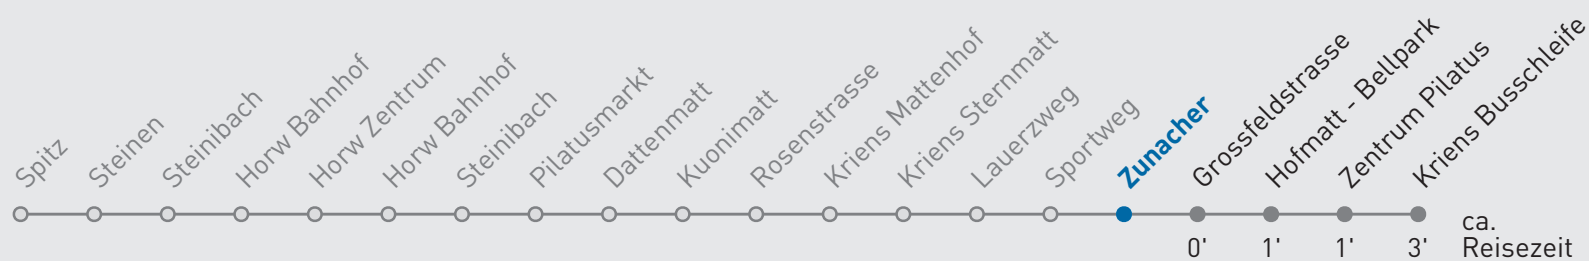 Spitz
Steinen
Steinibach
Horw Bahnhof
Horw Zentrum
Horw Bahnhof
Steinibach
Pilatusmarkt
Dattenmatt
Kuonimatt
Rosenstrasse
Kriens Mattenhof
Kriens Sternmatt
Lauerzweg
Sportweg
Zunacher
Grossfeldstrasse
Hofmatt - Bellpark
Zentrum Pilatus
Kriens Busschleife
ca.
0' 1' 1' 3' Reisezeit